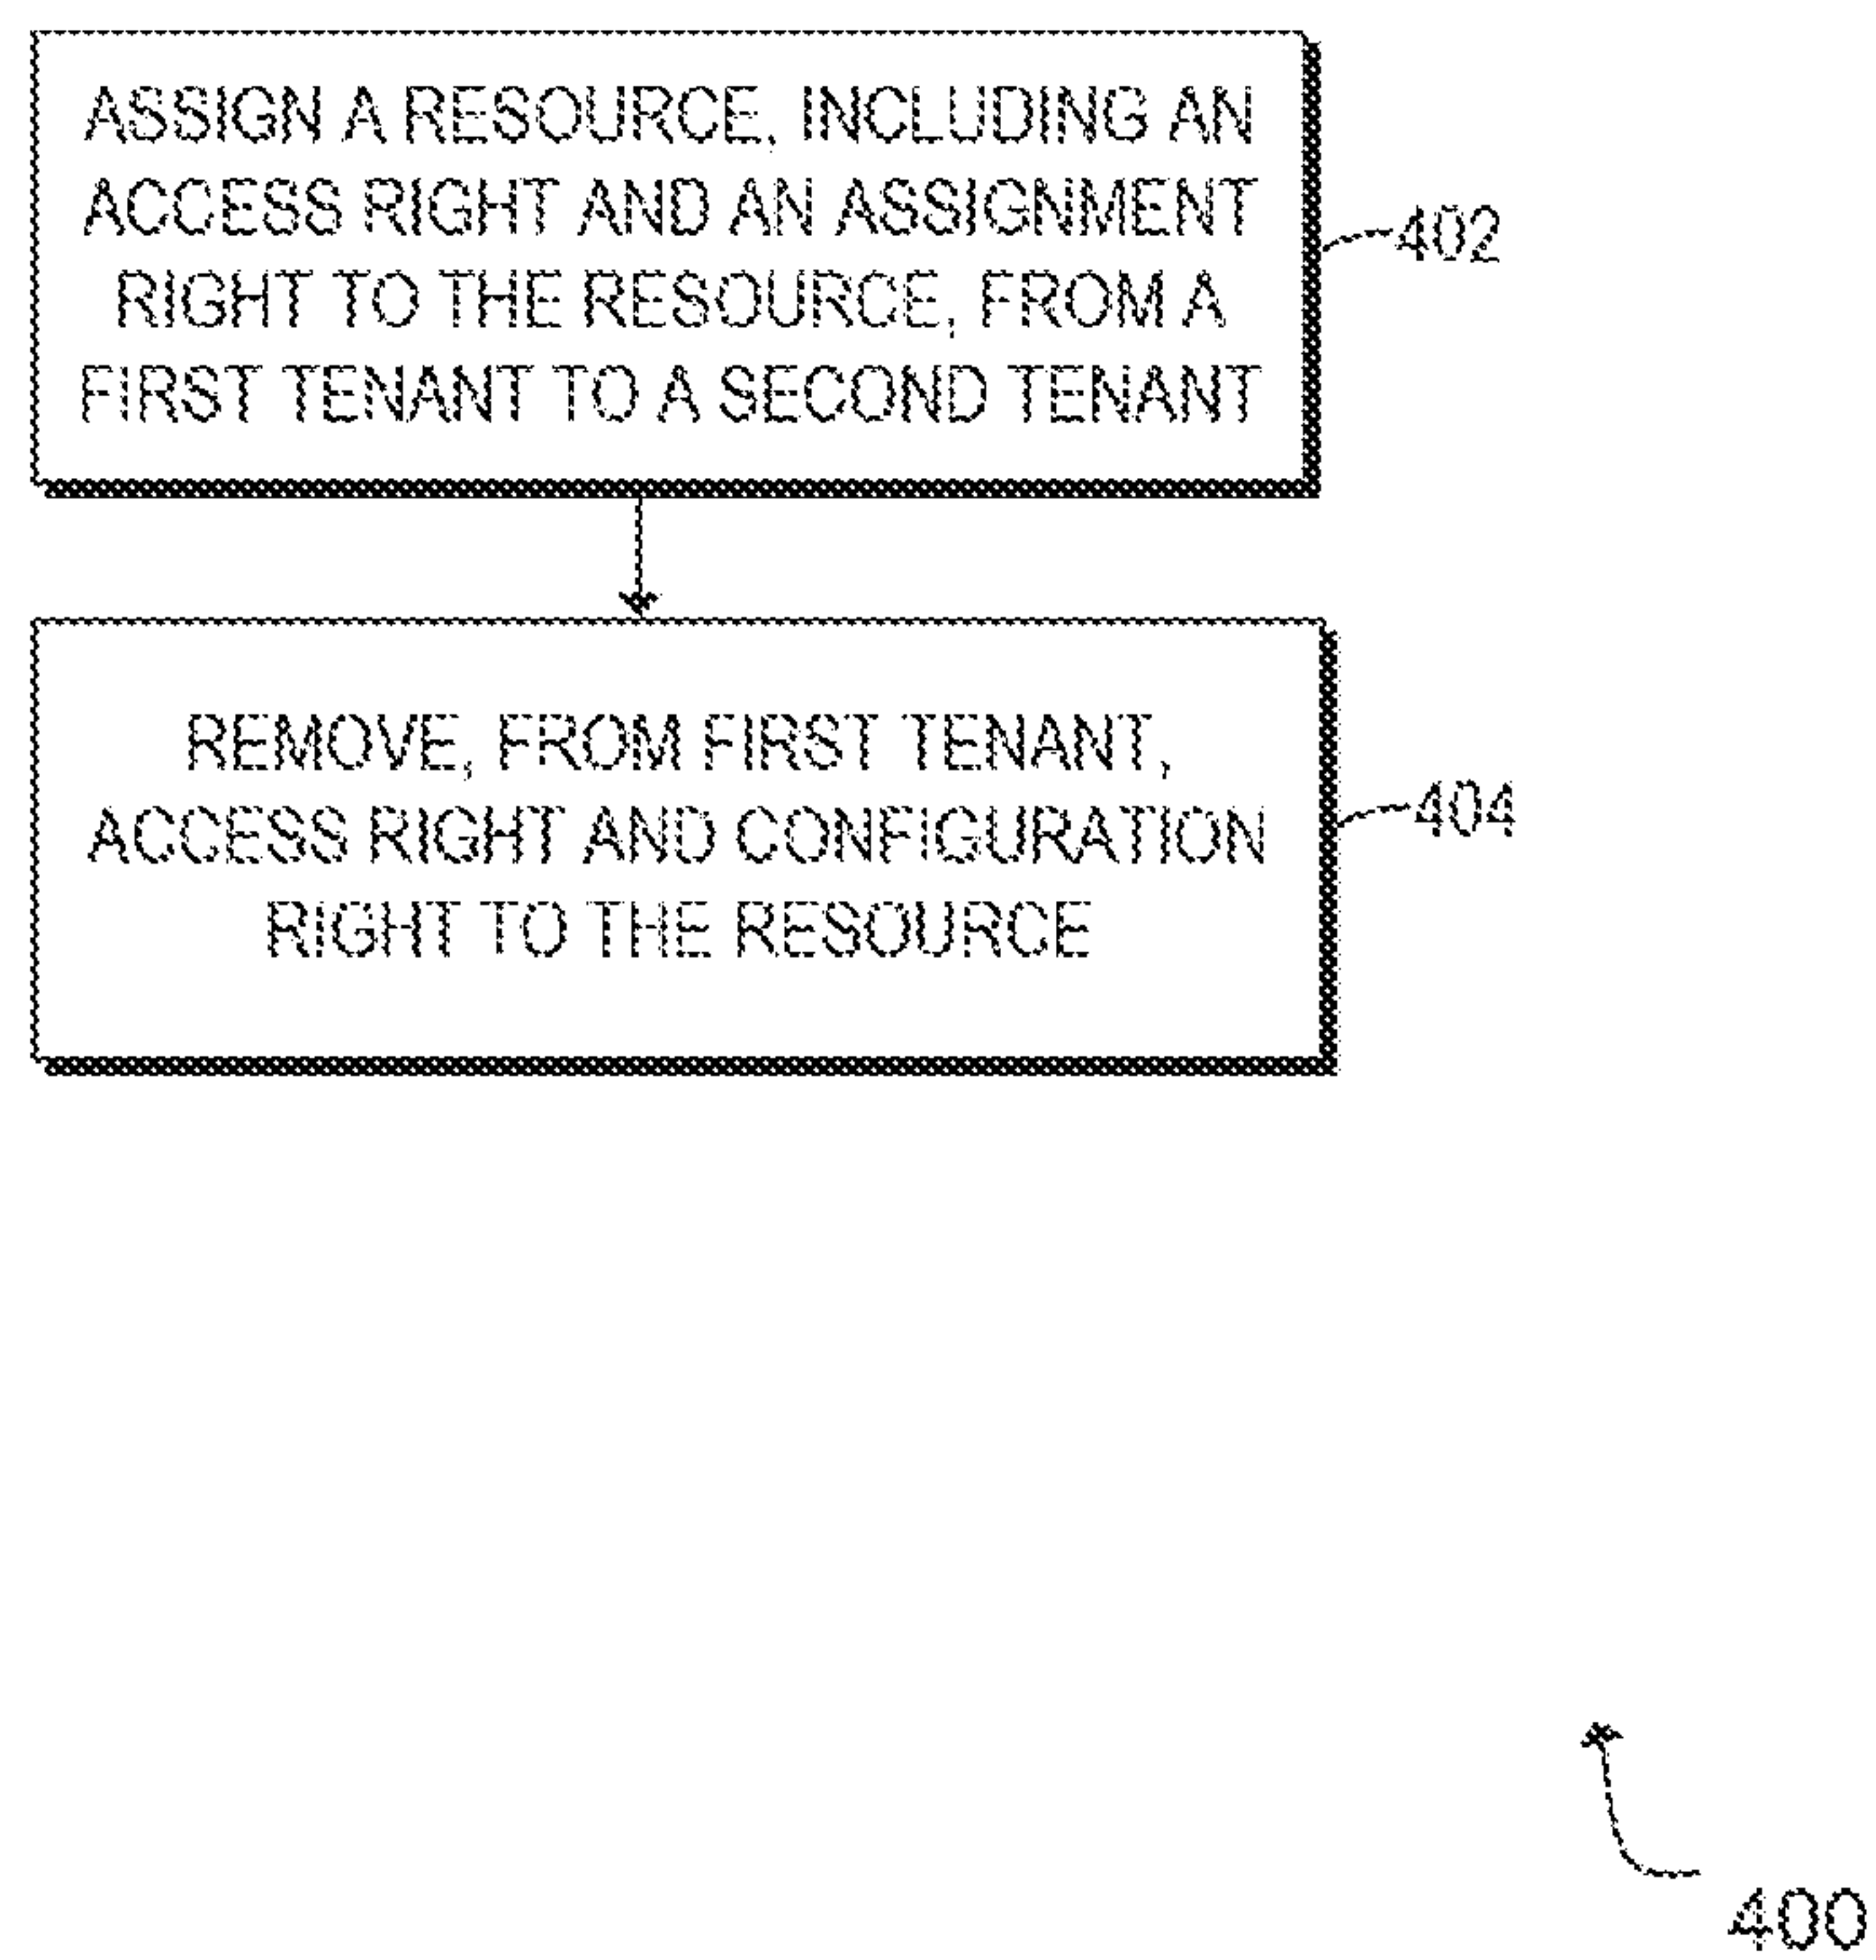 ASSIGN A RESOURCE, INCLUDING AN
ACCESS RIGHT AND AN ASSIGNMENT
RIGHT TO THE RESOURCE, FROM A
FIRST TENANT TO A SECOND TENANT
402
REMOVE, FROM FIRST TENANT,
ACCESS RIGHT AND CONFIGURATION
RIGHT TO THE RESOURCE
404
400